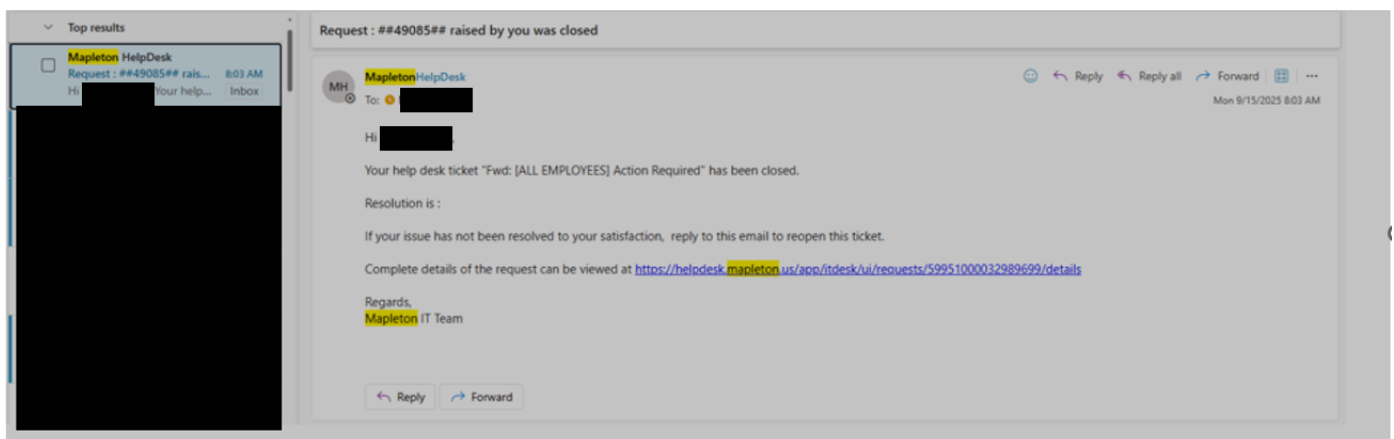 Top results
Mapleton HelpDesk
Request : ##49085## rais... 8:03 AM
Hi Your help... Inbox
Request : ##49085## raised by you was closed
MH
MapletonHelpDesk
Reply Reply all Forward
To:
Mon 9/15/2025 8:03 AM
Hi ,
Your help desk ticket "Fwd: [ALL EMPLOYEES] Action Required" has been closed.
Resolution is :
If your issue has not been resolved to your satisfaction, reply to this email to reopen this ticket.
Complete details of the request can be viewed at https://helpdesk.mapleton.us/app/itdesk/ui/requests/59951000032989699/details
Regards,
Mapleton IT Team
Reply Forward